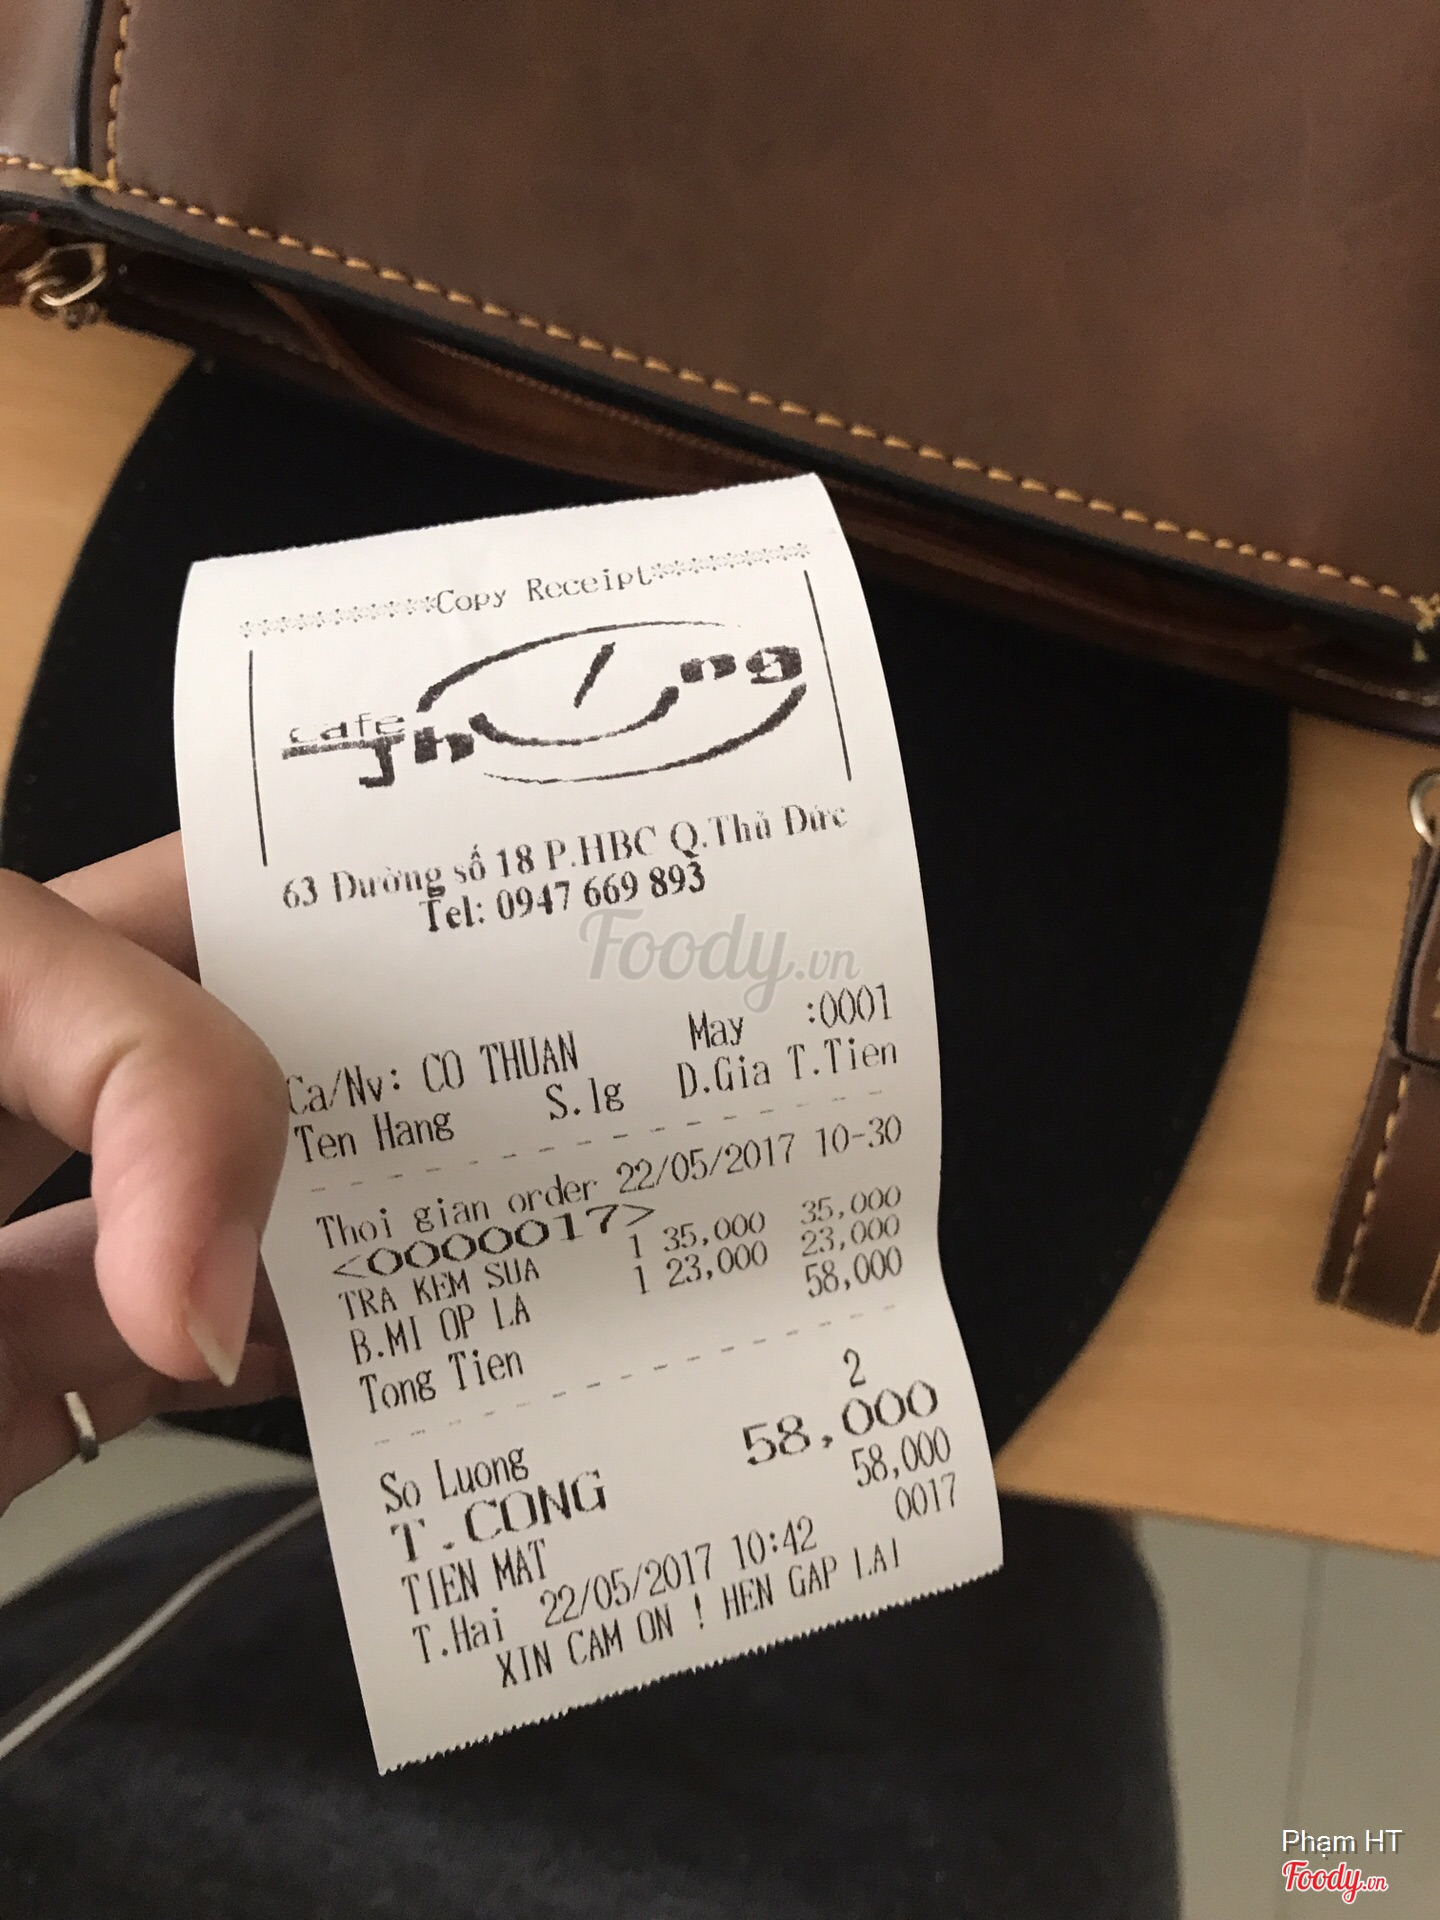 Copy Receipt
cafe
63 Đường số 18 P.HBC Q.Thủ Đức
Tel: 0947 669 893
Foody.vn
Ca/Nv: CO THUAN May :0001
Ten Hang S.lg D.Gia T.Tien
Thoi gian order 22/05/2017 10-30
<0000017>
TRA KEM SUA 1 35,000 35,000
B.MI OP LA 1 23,000 23,000
Tong Tien 58,000
So Luong 2
T.CONG 58,000
TIEN MAT 58,000
T.Hai 22/05/2017 10:42 0017
XIN CAM ON ! HEN GAP LAI
Phạm HT
Foody.vn